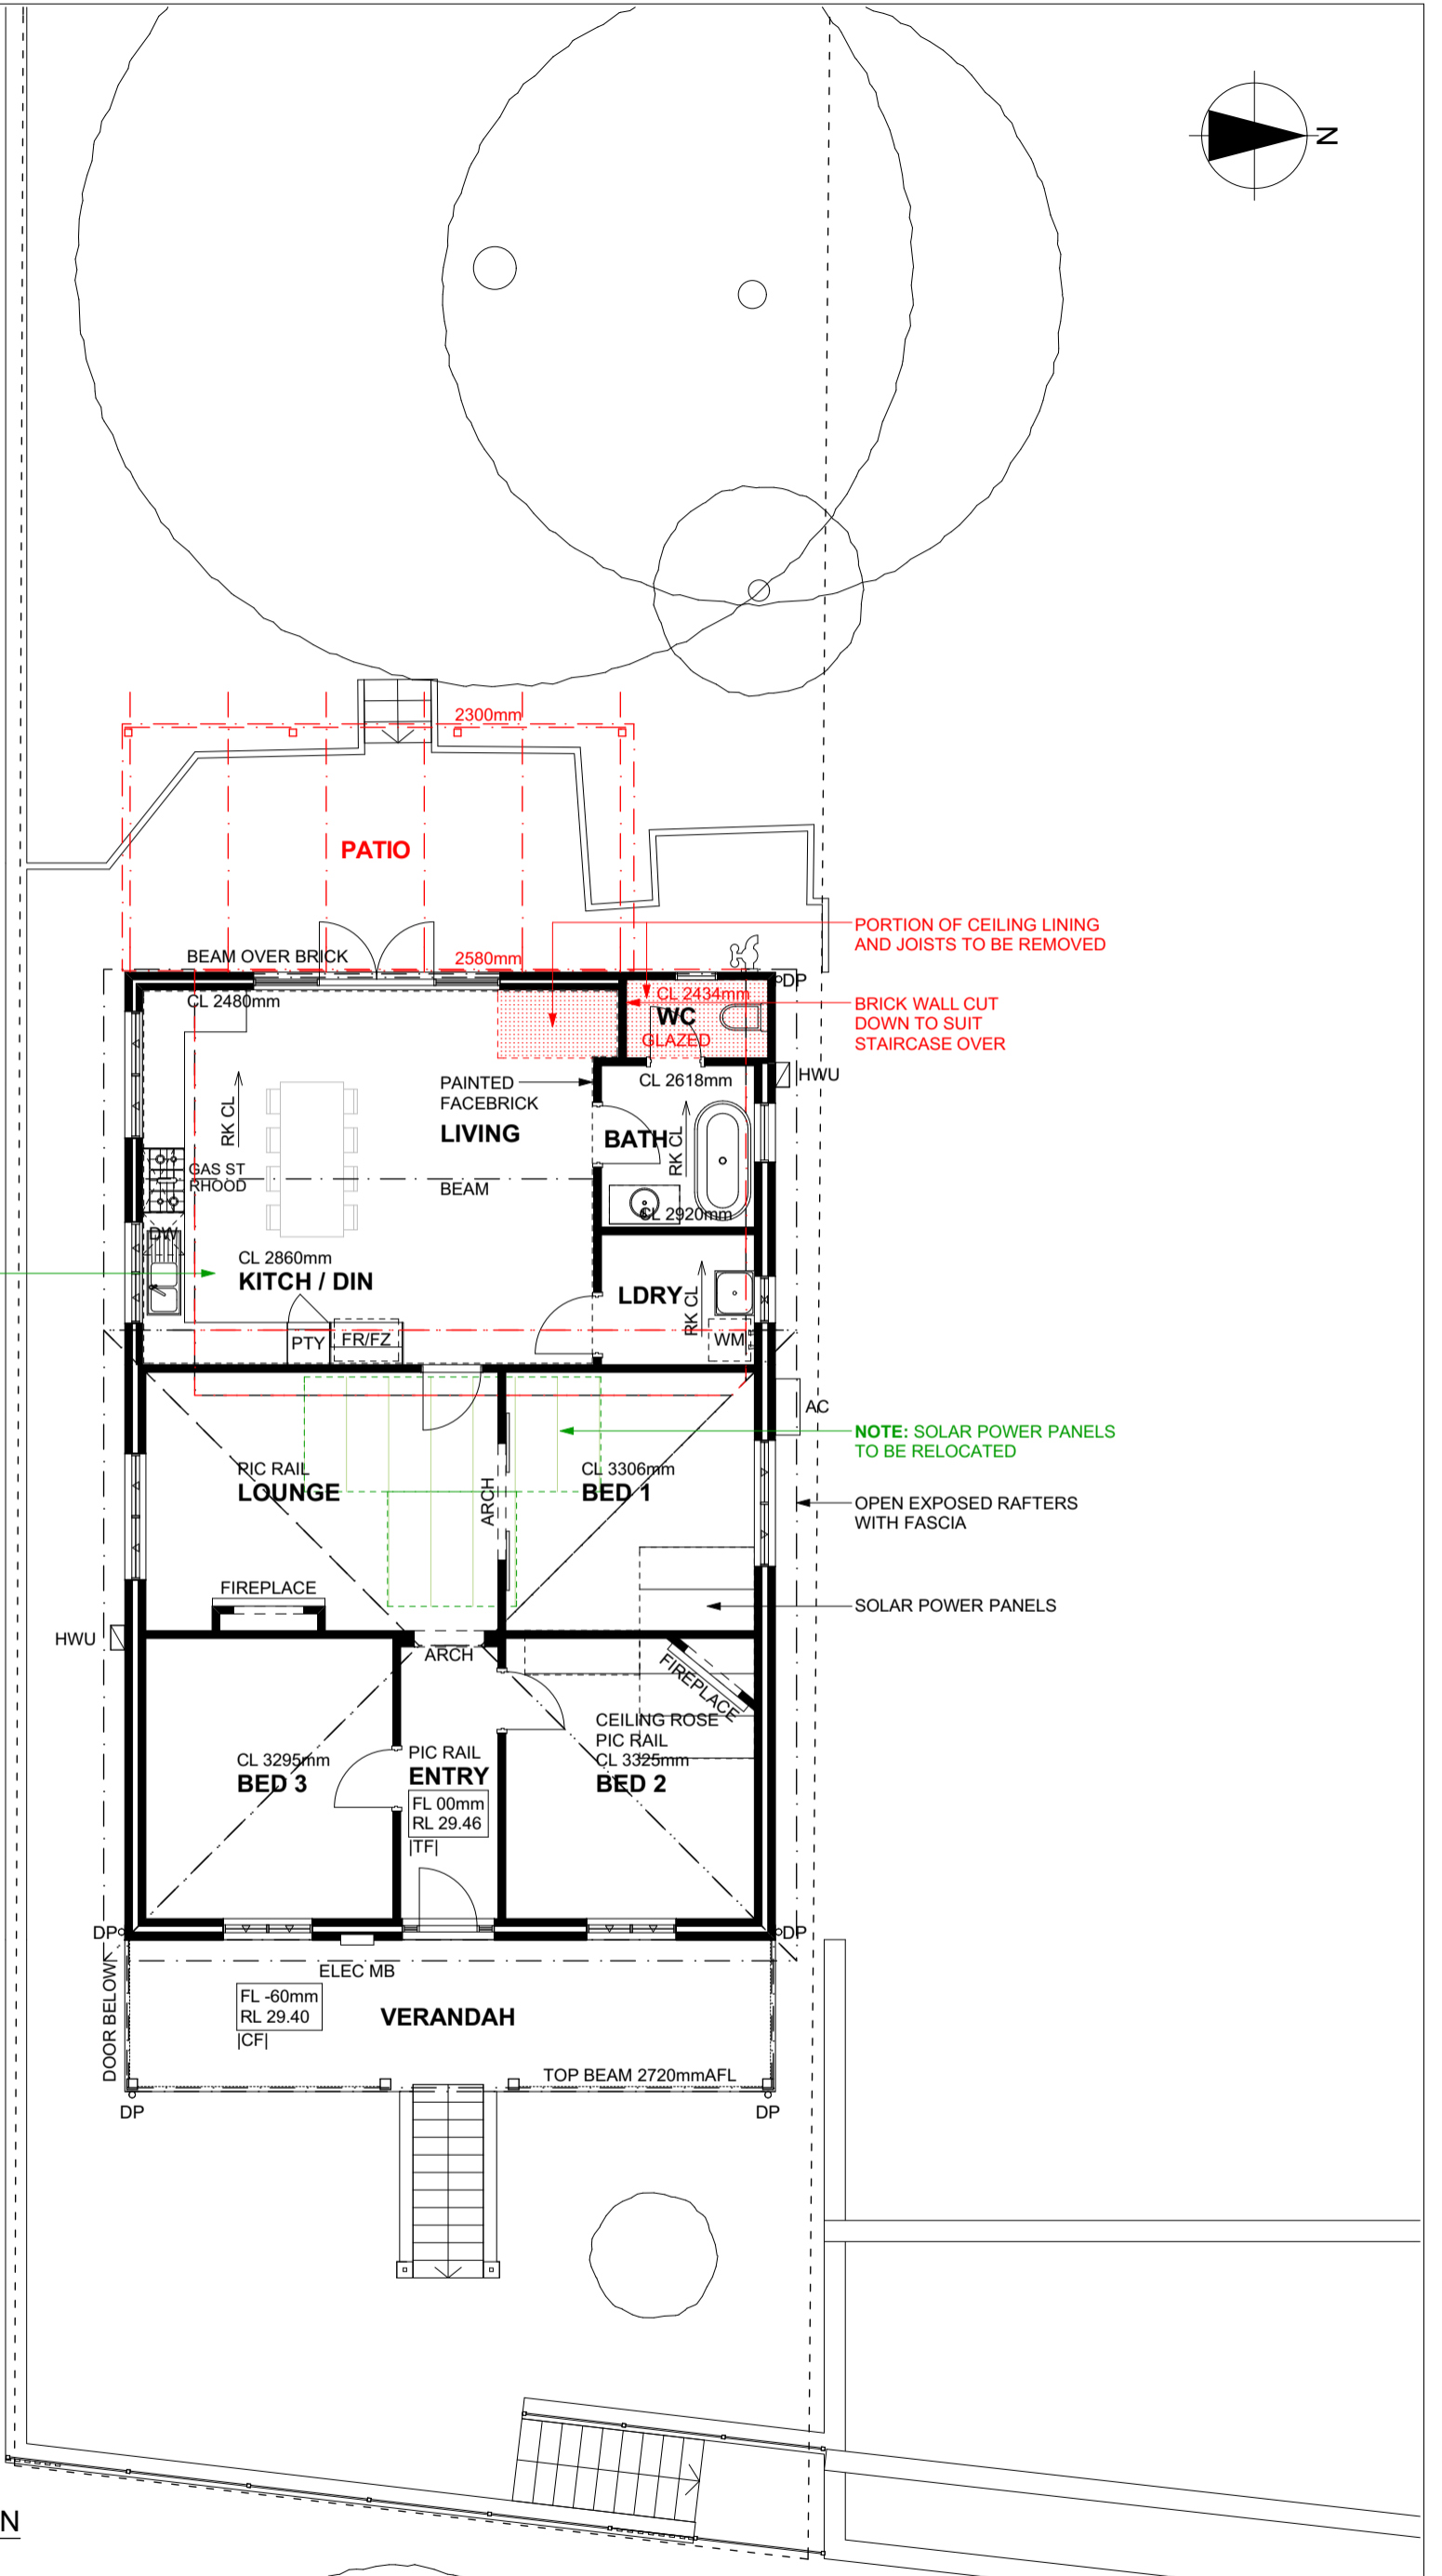 N
2300mm
PATIO
PORTION OF CEILING LINING
AND JOISTS TO BE REMOVED
BEAM OVER BRICK
2580mm
DP
CL 2480mm
CL 2434mm
WC
GLAZED
BRICK WALL CUT
DOWN TO SUIT
STAIRCASE OVER
HWU
CL 2618mm
PAINTED
FACEBRICK
RK CL
LIVING
BATH
RK CL
GAS ST
RHOOD
BEAM
CL 2920mm
DW
CL 2860mm
KITCH / DIN
LDRY
RK CL
PTY
FR/FZ
WM
AC
NOTE: SOLAR POWER PANELS
TO BE RELOCATED
PIC RAIL
LOUNGE
ARCH
CL 3306mm
BED 1
OPEN EXPOSED RAFTERS
WITH FASCIA
FIREPLACE
SOLAR POWER PANELS
HWU
ARCH
FIREPLACE
CEILING ROSE
PIC RAIL
CL 3325mm
BED 2
CL 3295mm
BED 3
PIC RAIL
ENTRY
FL 00mm
RL 29.46
|TF|
DP
DP
ELEC MB
DOOR BELOW
FL -60mm
RL 29.40
|CF|
VERANDAH
TOP BEAM 2720mmAFL
DP
DP
N